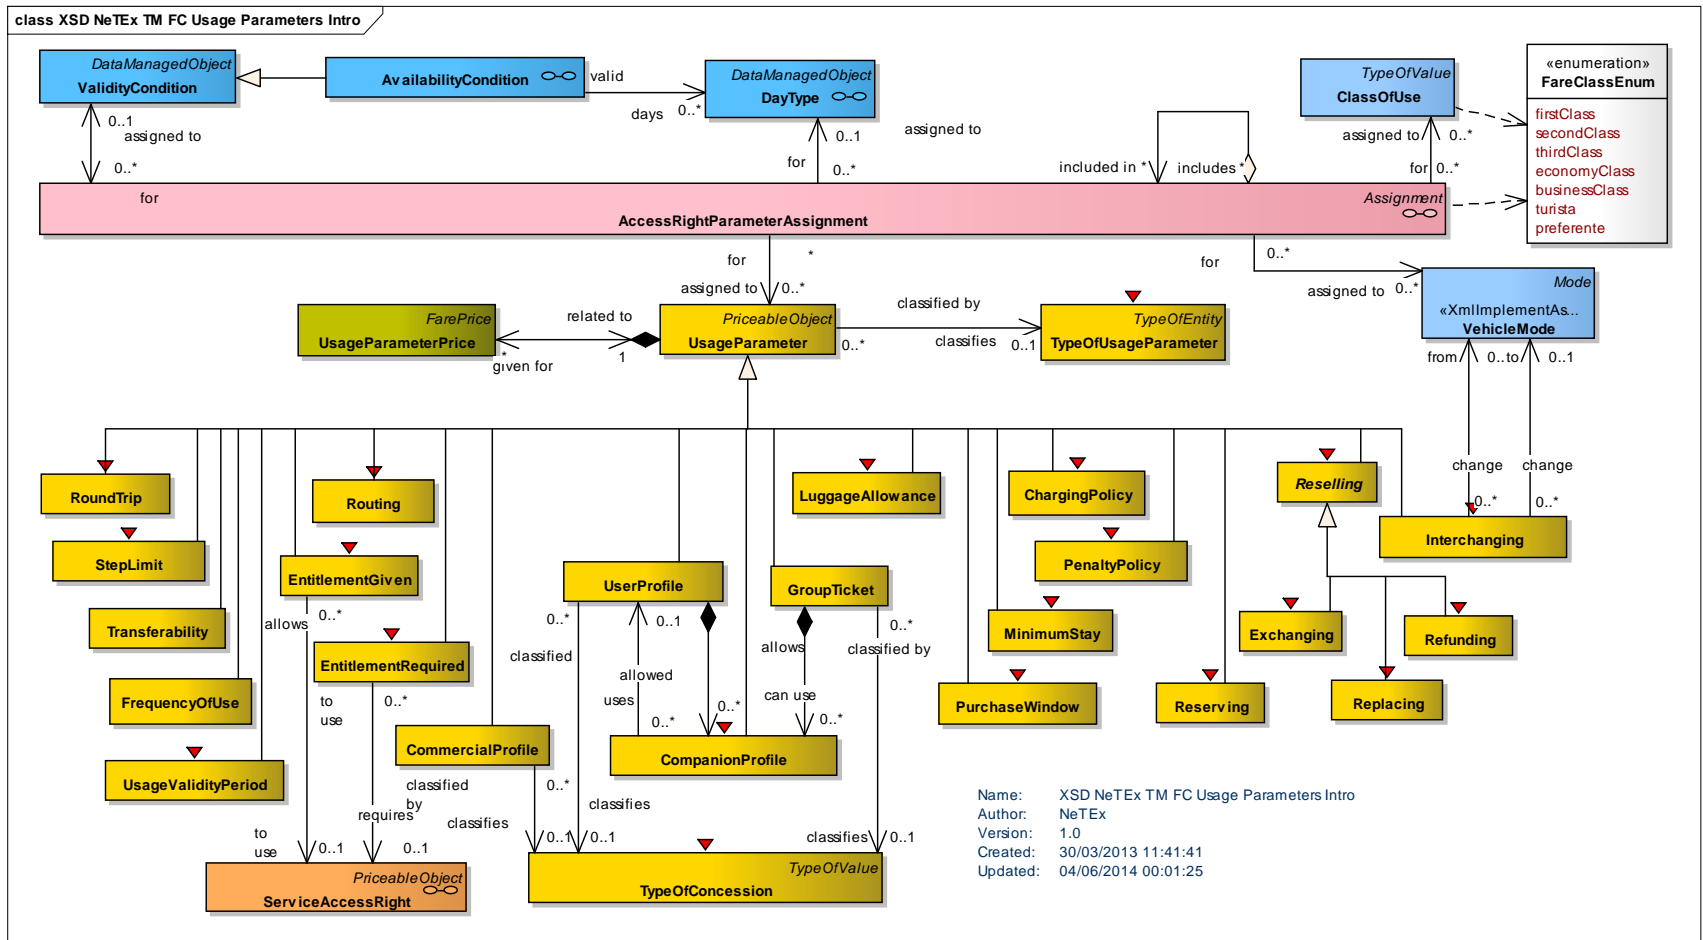 class XSD NeTEx TM FC Usage Parameters Intro
DataManagedObject
ValidityCondition
AvailabilityCondition
valid
days
0..*
DataManagedObject
DayType
TypeOfValue
ClassOfUse
«enumeration»
FareClassEnum
firstClass
secondClass
thirdClass
economyClass
businessClass
turista
preferente
0..1
assigned to
0..*
for
0..1
assigned to
for
0..*
included in *
includes *
assigned to
0..*
for
0..*
Assignment
AccessRightParameterAssignment
for
*
assigned to
0..*
for
0..*
assigned to
0..*
Mode
«XmlImplementAs...
VehicleMode
FarePrice
UsageParameterPrice
related to
1
*
given for
PriceableObject
UsageParameter
classified by
0..*
classifies
0..1
TypeOfEntity
TypeOfUsageParameter
from
0..
to
0..1
change
change
0..*
0..*
RoundTrip
Routing
LuggageAllowance
ChargingPolicy
Reselling
Interchanging
StepLimit
EntitlementGiven
UserProfile
GroupTicket
PenaltyPolicy
0..*
allows
Transferability
EntitlementRequired
0..*
0..1
0..*
classified
allows
classified by
MinimumStay
Exchanging
Refunding
allowed
uses
can use
to
use
0..*
0..*
0..*
0..*
FrequencyOfUse
CommercialProfile
CompanionProfile
PurchaseWindow
Reserving
Replacing
UsageValidityPeriod
classified
by
0..*
requires
classifies
classifies
classifies
to
use
0..1
0..1
0..1
0..1
0..1
PriceableObject
ServiceAccessRight
TypeOfValue
TypeOfConcession
Name: XSD NeTEx TM FC Usage Parameters Intro
Author: NeTEx
Version: 1.0
Created: 30/03/2013 11:41:41
Updated: 04/06/2014 00:01:25